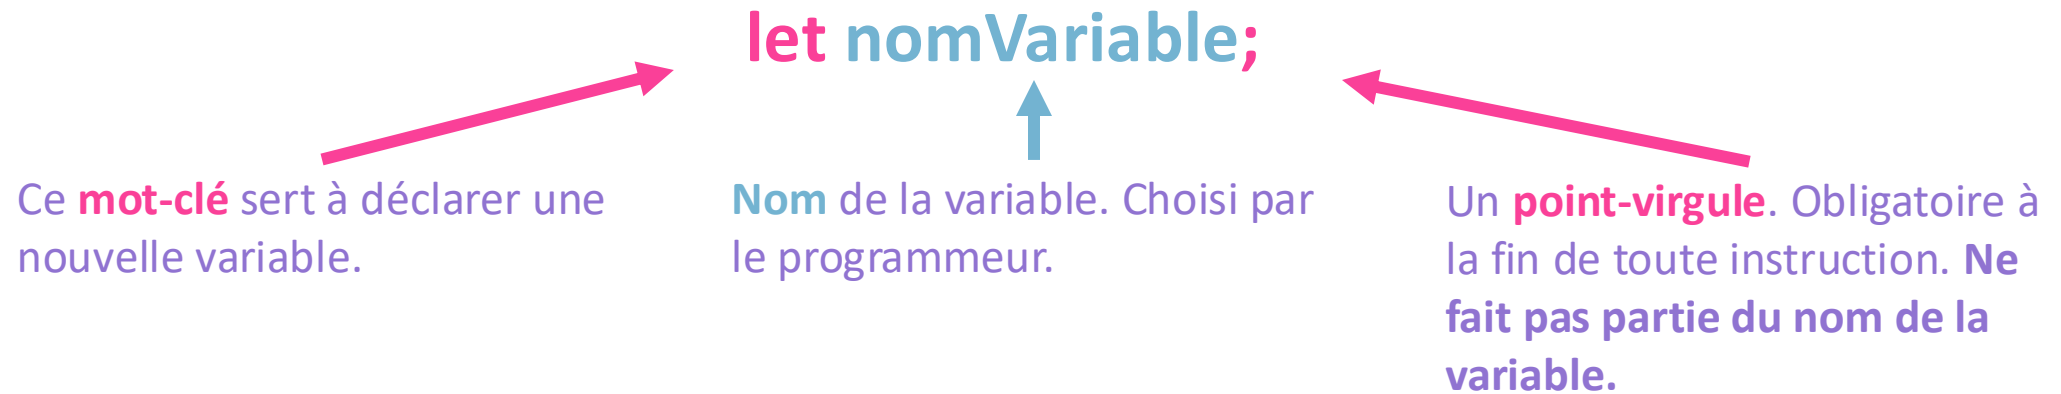 let nomVariable;
Ce mot-clé sert à déclarer une
nouvelle variable.
Nom de la variable. Choisi par
le programmeur.
Un point-virgule. Obligatoire à
la fin de toute instruction. Ne
fait pas partie du nom de la
variable.